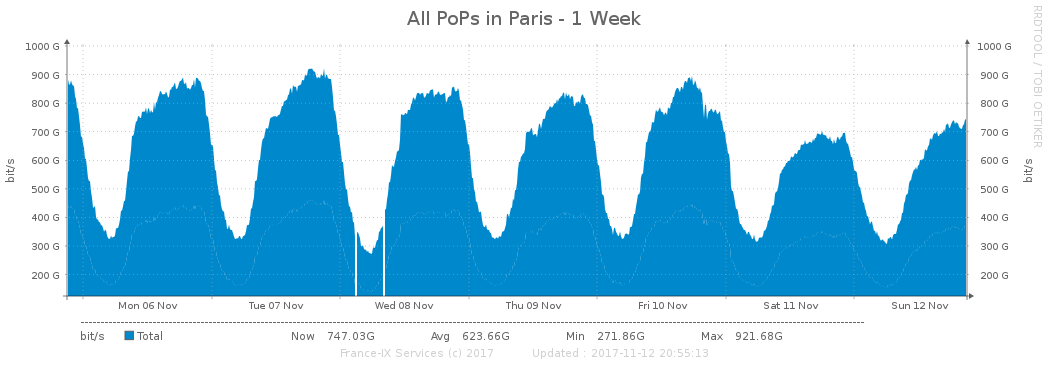 All PoPs in Paris - 1 Week
RRDTOOL / TOBI OETIKER
1000 G 1000 G
900 G 900 G
800 G 800 G
700 G 700 G
600 G 600 G
500 G 500 G
400 G 400 G
300 G 300 G
200 G 200 G
bit/s bit/s
Mon 06 Nov Tue 07 Nov Wed 08 Nov Thu 09 Nov Fri 10 Nov Sat 11 Nov Sun 12 Nov
bit/s Total Now 747.03G Avg 623.66G Min 271.86G Max 921.68G
France-IX Services (c) 2017 Updated : 2017-11-12 20:55:13